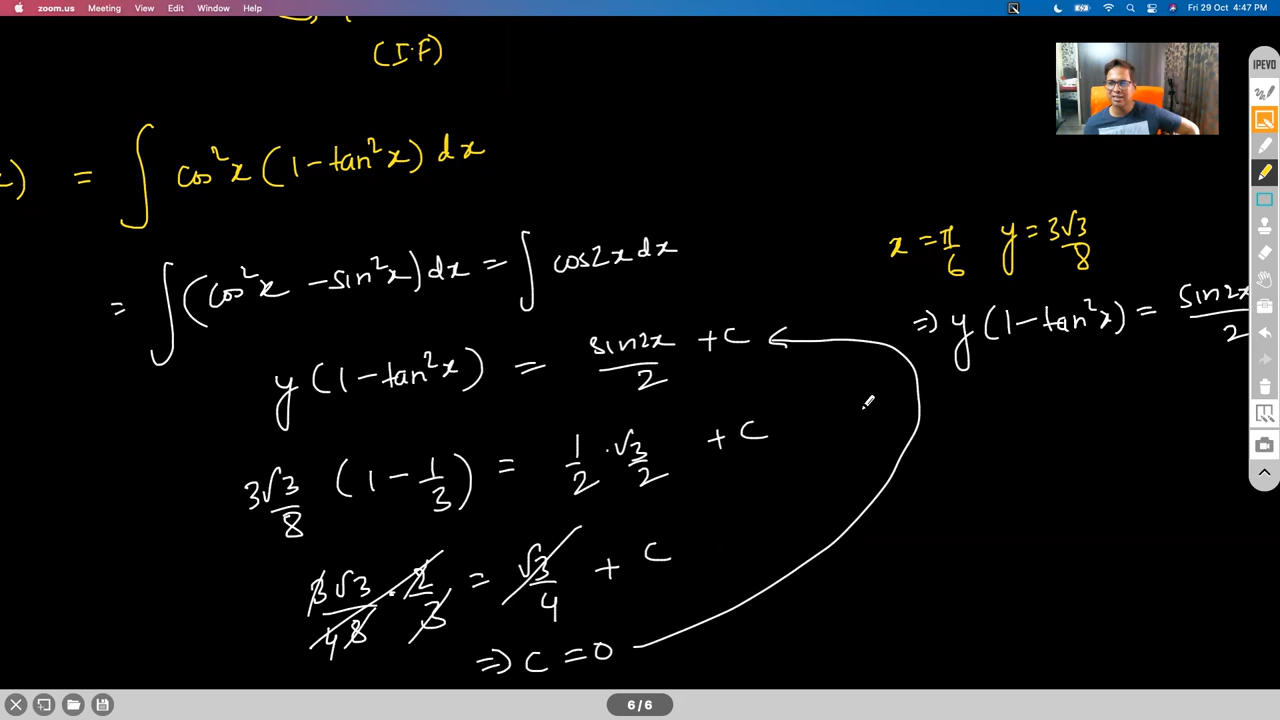 zoom.us Meeting View Edit Window Help Fri 29 Oct 4:47 PM
(I·F)
IPEVO
) = ∫ cos²x (1 - tan²x) dx
= ∫ (cos²x - sin²x) dx = ∫ cos2x dx
x = π/6 y = 3√3/8
y (1 - tan²x) = sin2x/2 + C
⇒ y (1 - tan²x) = sin2x/2
3√3/8 (1 - 1/3) = 1/2 · √3/2 + C
3√3/48 · 2/3 = √3/4 + C
⇒ C = 0
6 / 6